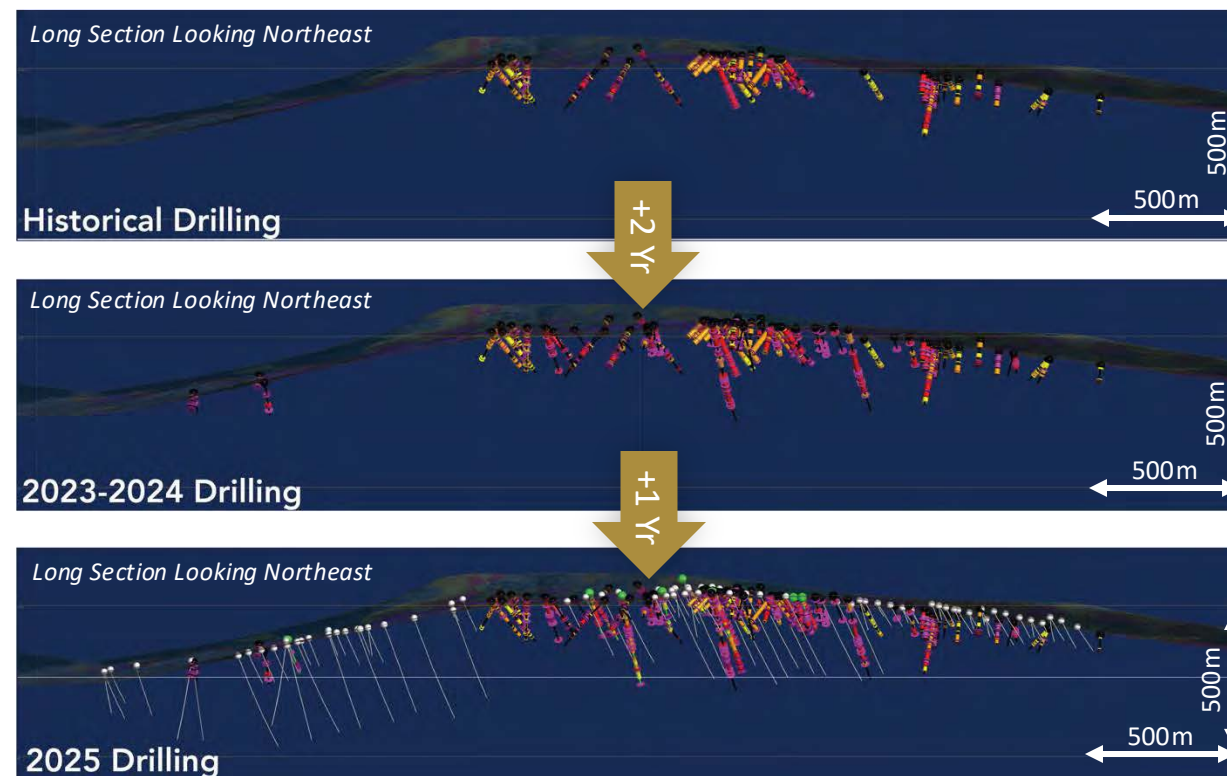 Long Section Looking Northeast
500m
500m
Historical Drilling
+2 Yr
Long Section Looking Northeast
500m
500m
2023-2024 Drilling
+1 Yr
Long Section Looking Northeast
500m
500m
2025 Drilling